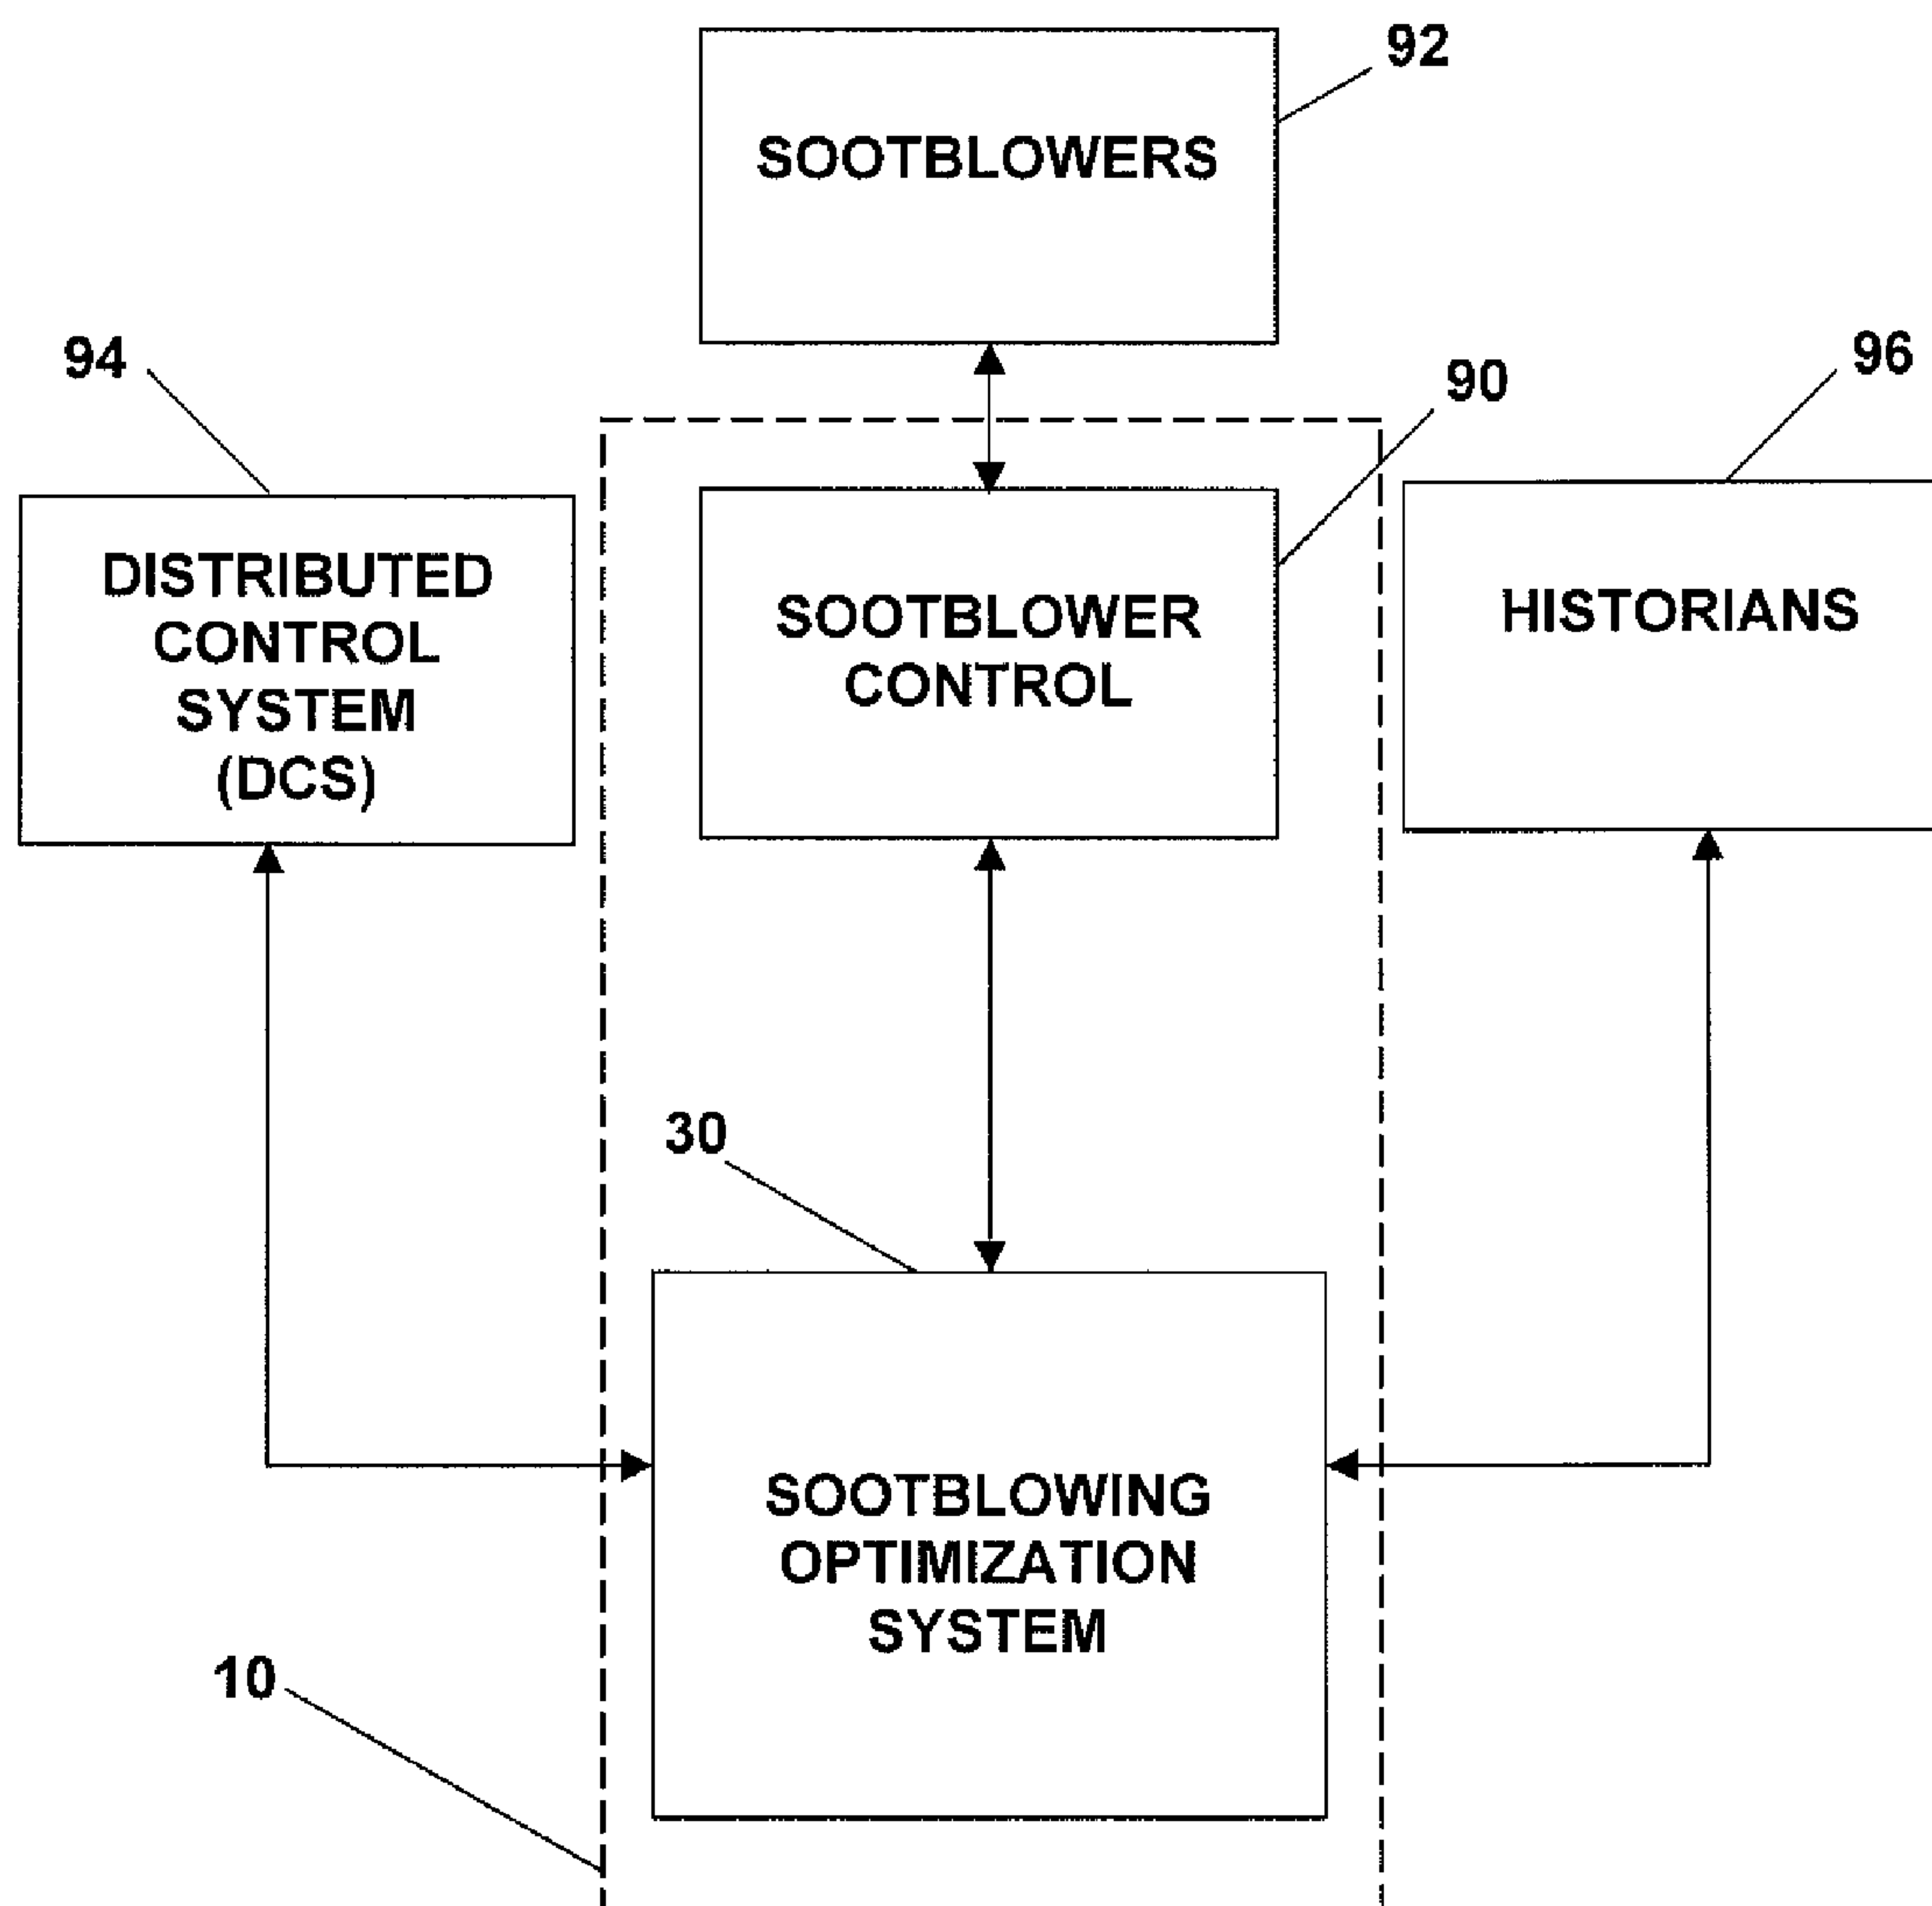 92
SOOTBLOWERS
94
90
96
DISTRIBUTED
CONTROL
SYSTEM
(DCS)
SOOTBLOWER
CONTROL
HISTORIANS
30
SOOTBLOWING
OPTIMIZATION
SYSTEM
10